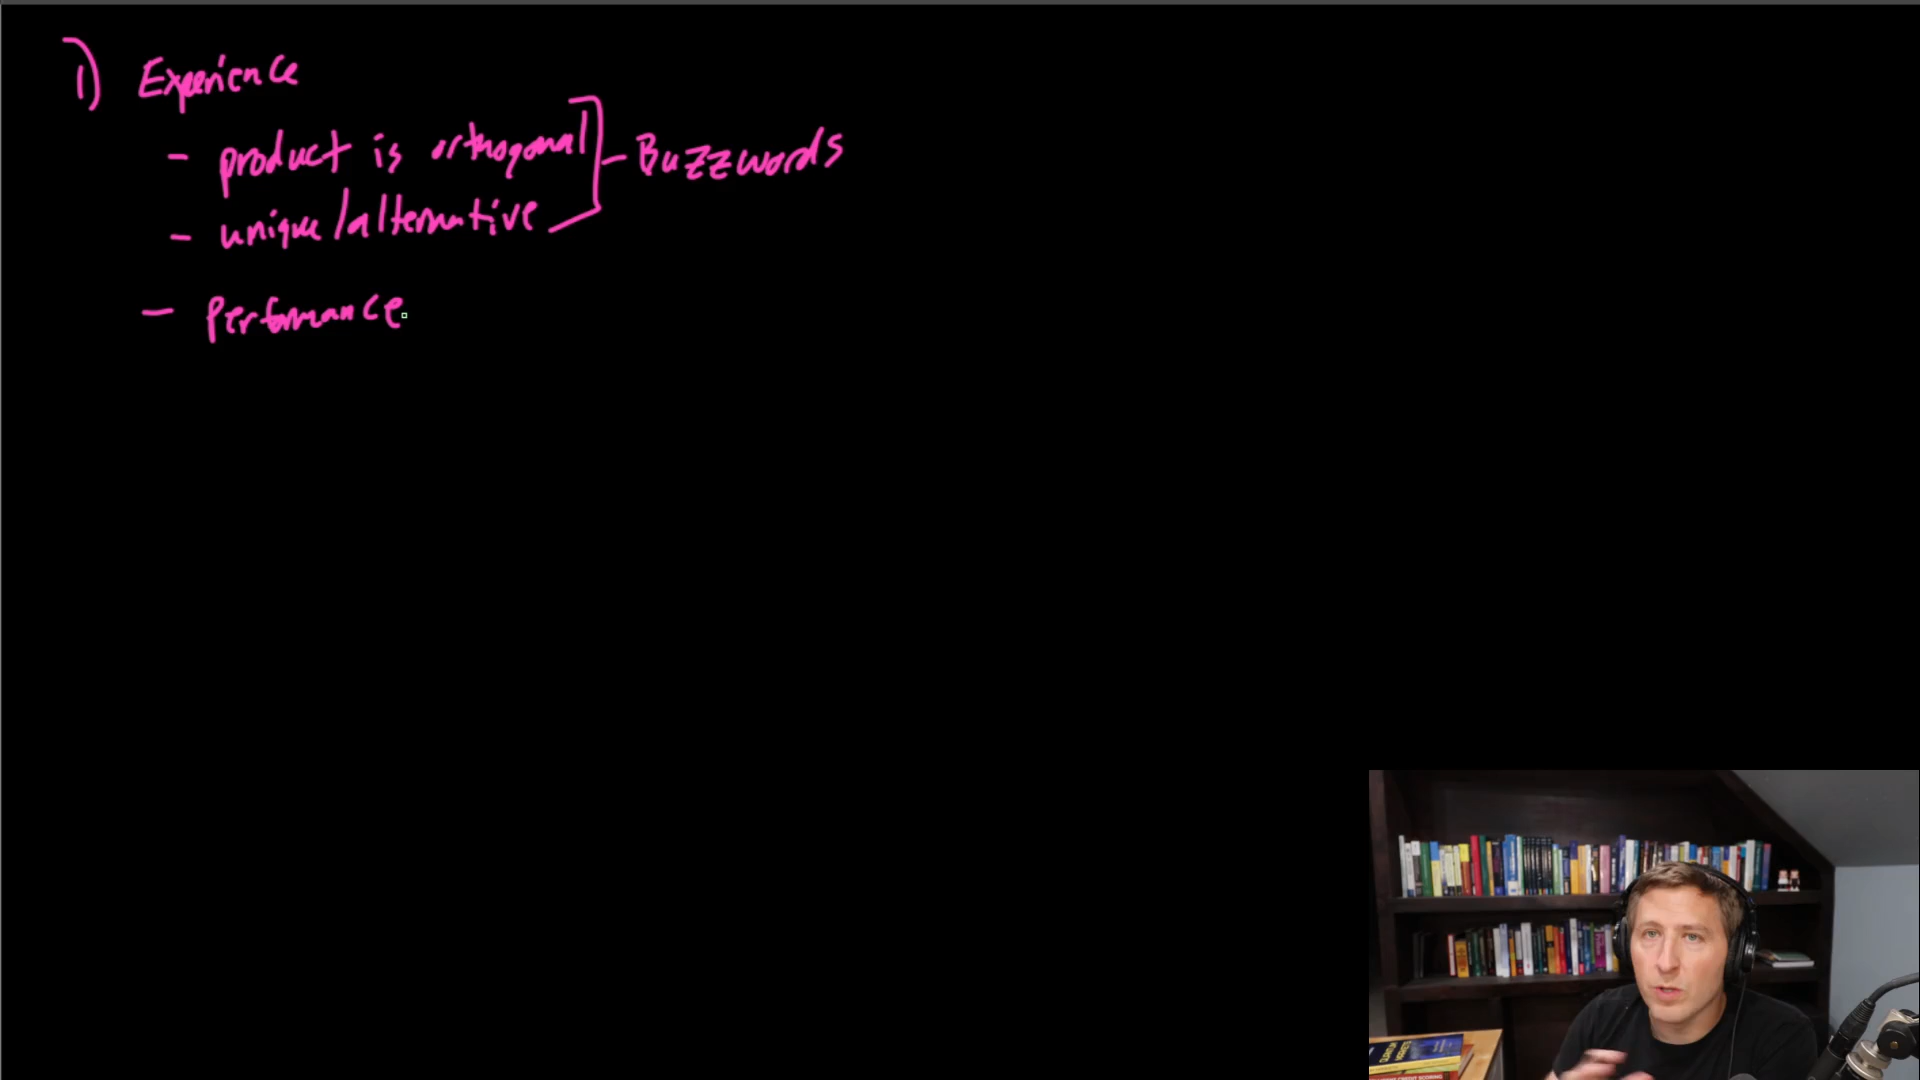 1) Experience
- product is orthogonal
- Buzzwords
- unique/alternative
- Performance